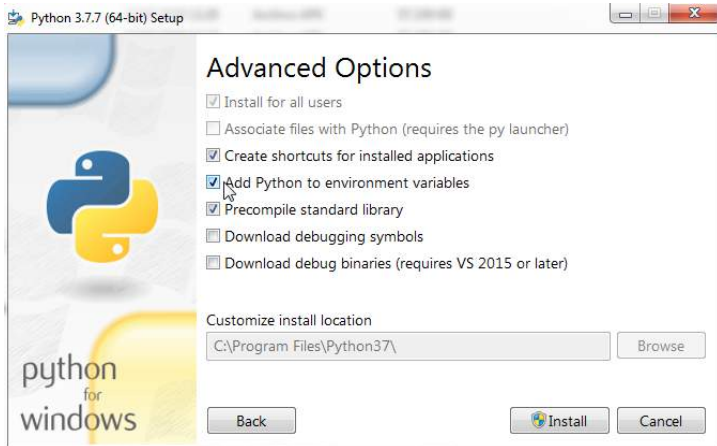 Python 3.7.7 (64-bit) Setup
Advanced Options
Install for all users
Associate files with Python (requires the py launcher)
Create shortcuts for installed applications
Add Python to environment variables
Precompile standard library
Download debugging symbols
Download debug binaries (requires VS 2015 or later)
Customize install location
C:\Program Files\Python37\
Browse
python
for
windows
Back
Install
Cancel